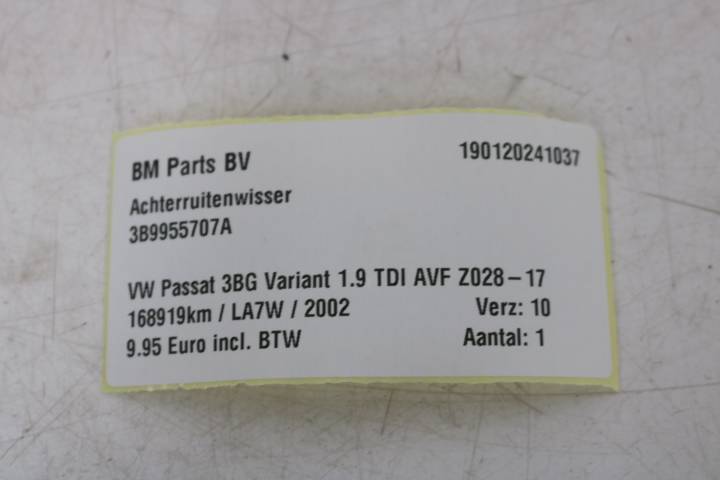 BM Parts BV 190120241037
Achterruitenwisser
3B9955707A
VW Passat 3BG Variant 1.9 TDI AVF Z028-17
168919km / LA7W / 2002 Verz: 10
9.95 Euro incl. BTW Aantal: 1